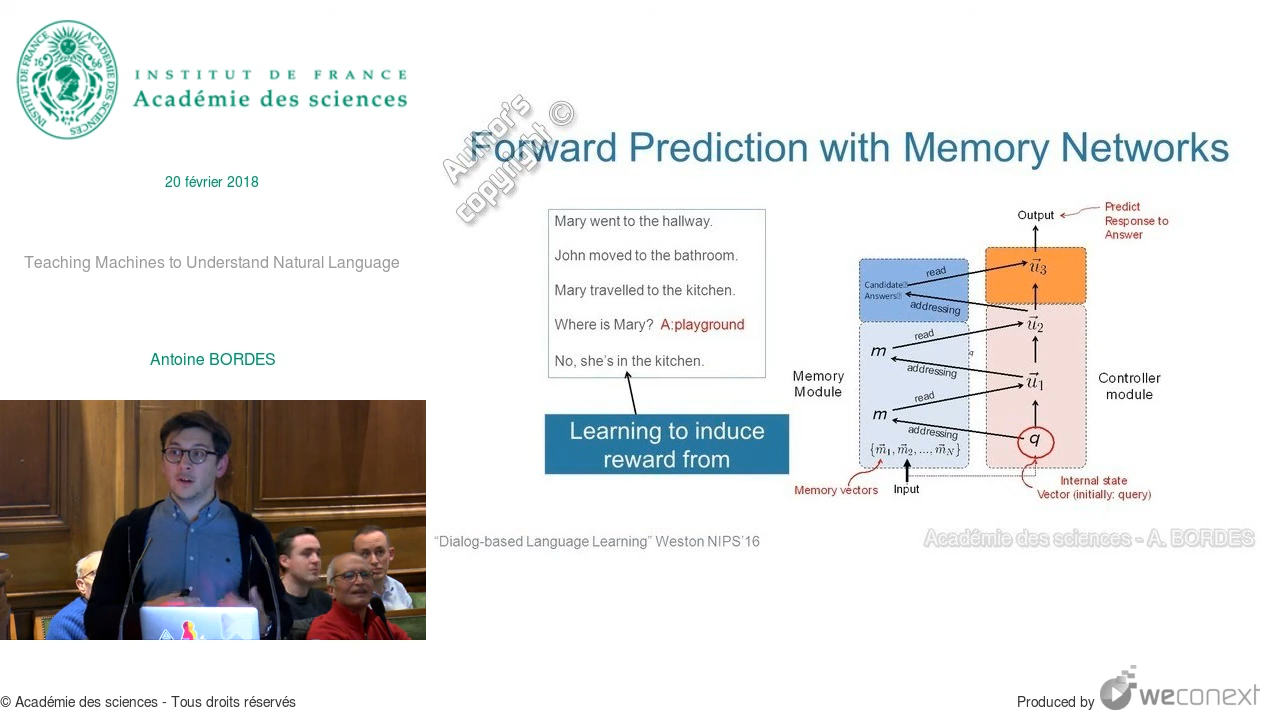 INSTITUT DE FRANCE
Académie des sciences
20 février 2018
Teaching Machines to Understand Natural Language
Antoine BORDES
Author's
copyright ©
Forward Prediction with Memory Networks
Mary went to the hallway.
John moved to the bathroom.
Mary travelled to the kitchen.
Where is Mary? A:playground
No, she's in the kitchen.
Learning to induce
reward from
"Dialog-based Language Learning" Weston NIPS'16
Output
Predict
Response to
Answer
Candidate
Answers
read
addressing
u⃗3
u⃗2
read
m
addressing
q
u⃗1
Memory
Module
Controller
module
read
m
addressing
q
{m⃗1, m⃗2, ..., m⃗N}
Memory vectors
Input
Internal state
Vector (initially: query)
Académie des sciences - A. BORDES
© Académie des sciences - Tous droits réservés
Produced by weconext